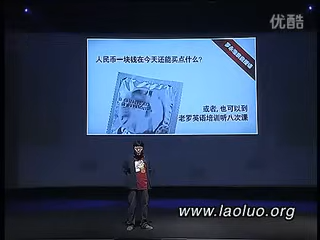 优酷
人民币一块钱在今天还能买点什么？
或者，也可以到
老罗英语培训听八次课
www.laoluo.org